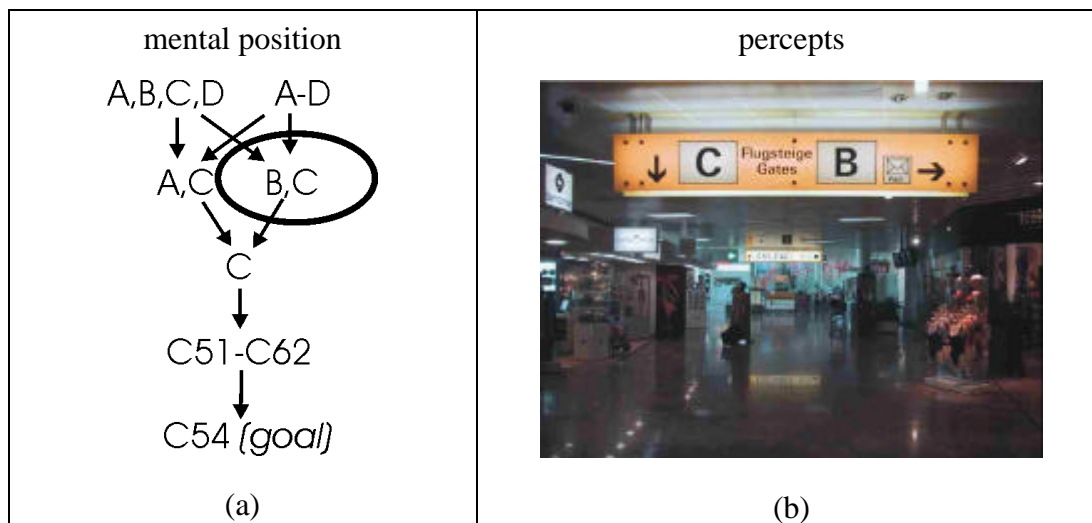 mental position
A,B,C,D A-D
A,C B,C
C
C51-C62
C54 (goal)
(a)
percepts
C Flugsteige B
Gates
(b)